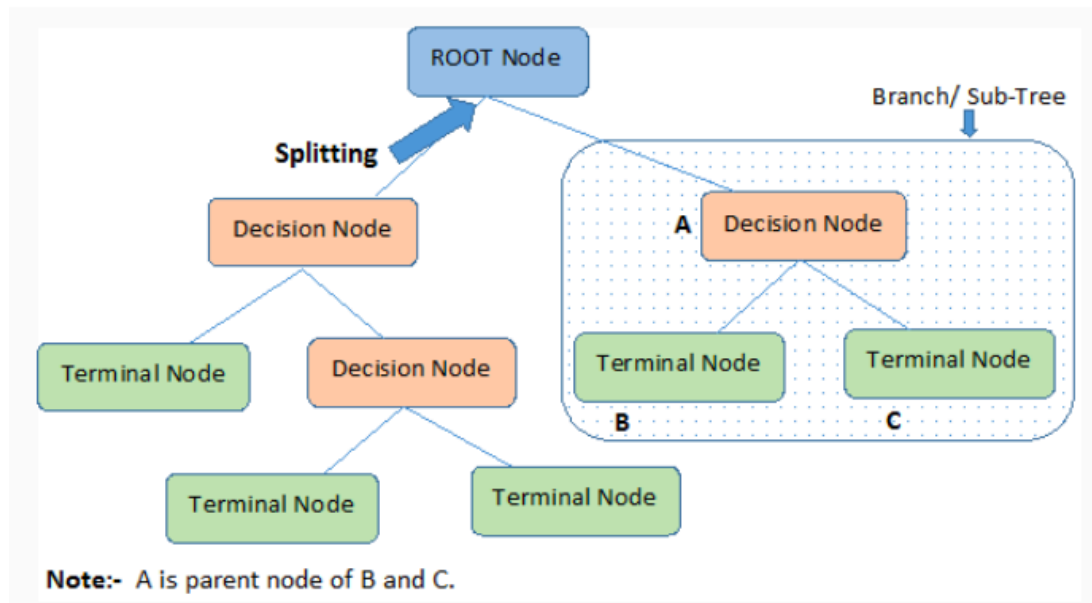 ROOT Node
Branch/ Sub-Tree
Splitting
Decision Node
A
Decision Node
Terminal Node
Decision Node
Terminal Node
Terminal Node
B
C
Terminal Node
Terminal Node
Note:- A is parent node of B and C.